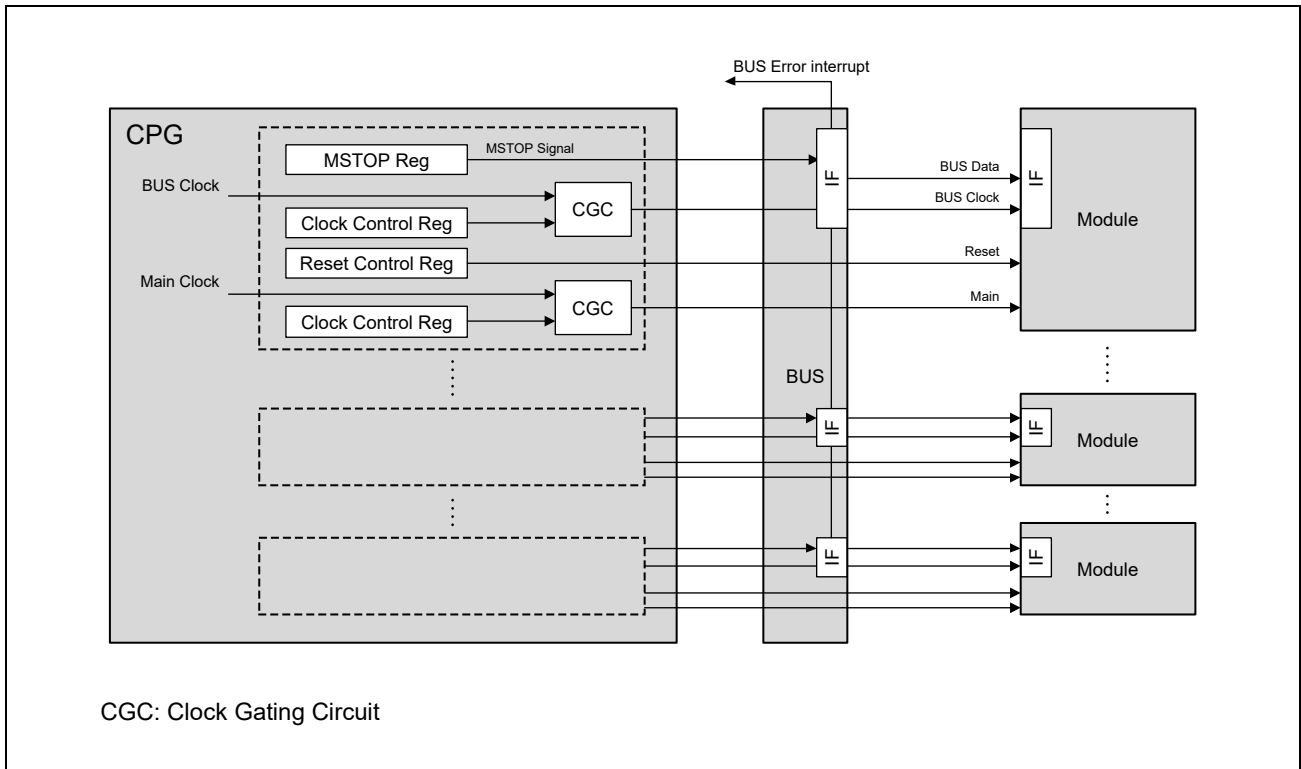 BUS Error interrupt
CPG
MSTOP Reg
MSTOP Signal
IF
BUS Data
IF
BUS Clock
CGC
BUS Clock
Module
Clock Control Reg
Reset Control Reg
Reset
Main Clock
CGC
Main
Clock Control Reg
BUS
IF
IF
Module
IF
IF
Module
CGC: Clock Gating Circuit